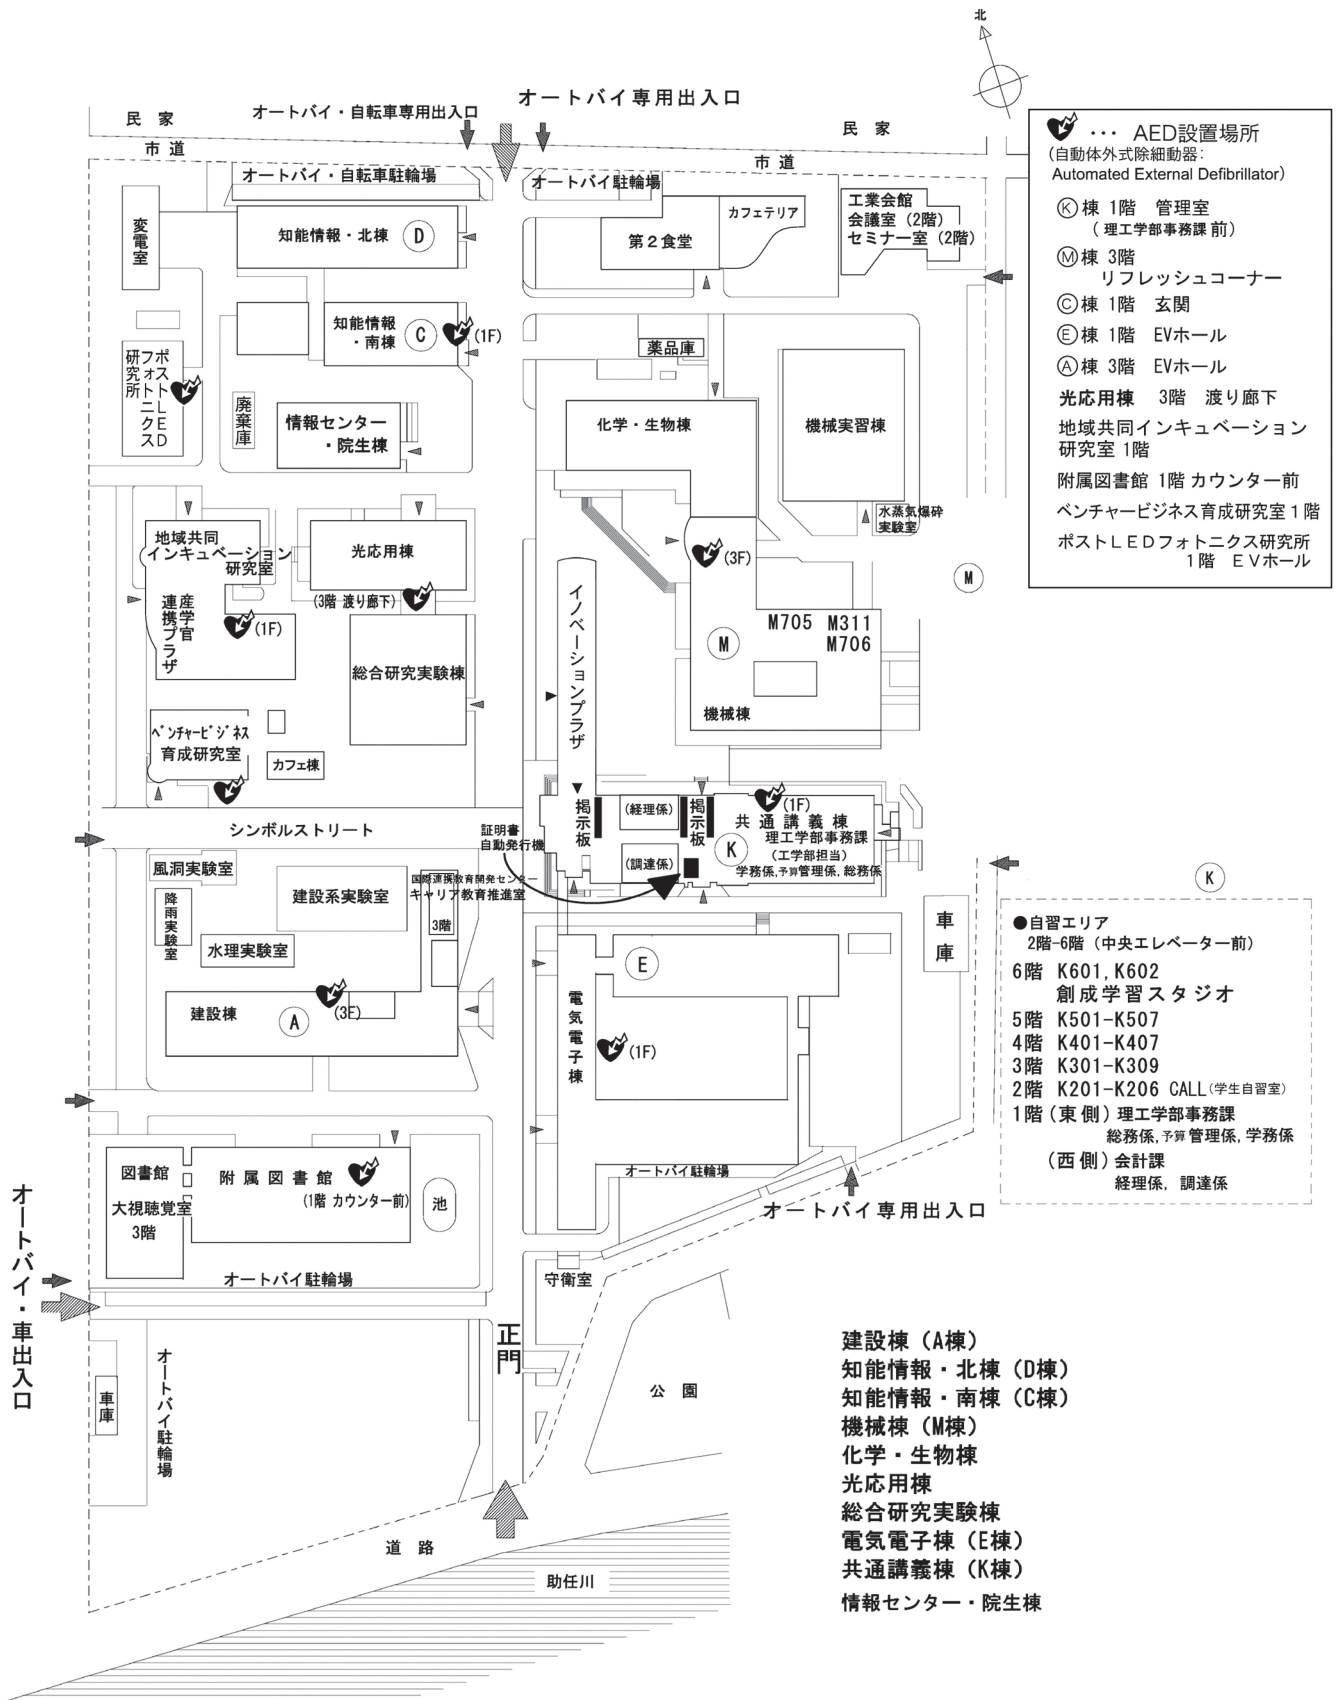 北
オートバイ専用出入口
オートバイ・自転車専用出入口
民 家
民 家
市 道
市 道
オートバイ・自転車駐輪場
オートバイ駐輪場
変電室
知能情報・北棟 D
第2食堂
カフェテリア
工業会館
会議室(2階)
セミナー室(2階)
知能情報
・南棟
C
(1F)
薬品庫
ポストLED
フォトニクス
研究所
廃棄庫
情報センター
・院生棟
化学・生物棟
機械実習棟
水蒸気爆砕
実験室
地域共同
インキュベーション
研究室
産学官
連携プラザ
(1F)
光応用棟
(3階 渡り廊下)
総合研究実験棟
イノベーションプラザ
(3F)
M
M705 M311
M706
機械棟
M
ベンチャービジネス
育成研究室
カフェ棟
シンボルストリート
証明書
自動発行機
掲示板
(経理係)
掲示板
(1F)
共通講義棟
理工学部事務課
(工学部担当)
学務係,予算管理係,総務係
K
(調達係)
風洞実験室
降雨実験室
建設系実験室
水理実験室
国際連携教育開発センター
キャリア教育推進室
3階
建設棟
A
(3F)
E
電気電子棟
(1F)
車庫
オートバイ駐輪場
オートバイ専用出入口
図書館
大視聴覚室
3階
附属図書館
(1階 カウンター前)
池
オートバイ駐輪場
守衛室
オートバイ・車出入口
正門
車庫
オートバイ駐輪場
公 園
道 路
助任川
… AED設置場所
(自動体外式除細動器:
Automated External Defibrillator)
Ⓚ棟 1階 管理室
(理工学部事務課前)
Ⓜ棟 3階
リフレッシュコーナー
Ⓒ棟 1階 玄関
Ⓔ棟 1階 EVホール
Ⓐ棟 3階 EVホール
光応用棟 3階 渡り廊下
地域共同インキュベーション
研究室 1階
附属図書館 1階 カウンター前
ベンチャービジネス育成研究室1階
ポストLEDフォトニクス研究所
1階 EVホール
K
●自習エリア
2階-6階(中央エレベーター前)
6階 K601,K602
創成学習スタジオ
5階 K501-K507
4階 K401-K407
3階 K301-K309
2階 K201-K206 CALL(学生自習室)
1階(東側)理工学部事務課
総務係,予算管理係,学務係
(西側)会計課
経理係,調達係
建設棟(A棟)
知能情報・北棟(D棟)
知能情報・南棟(C棟)
機械棟(M棟)
化学・生物棟
光応用棟
総合研究実験棟
電気電子棟(E棟)
共通講義棟(K棟)
情報センター・院生棟